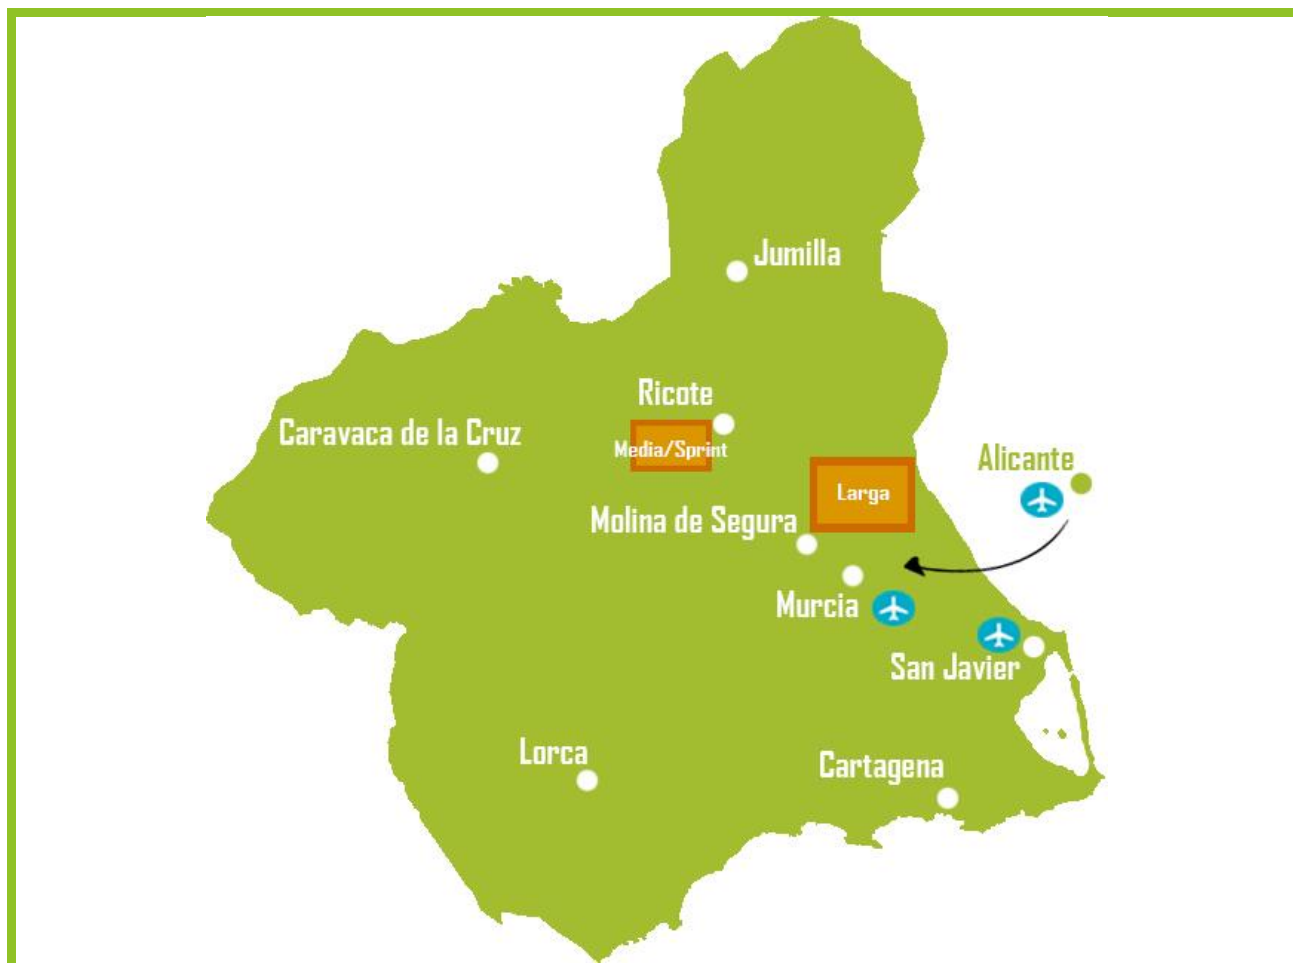 Jumilla
Ricote
Caravaca de la Cruz
Media/Sprint
Alicante
Larga
Molina de Segura
Murcia
San Javier
Lorca
Cartagena